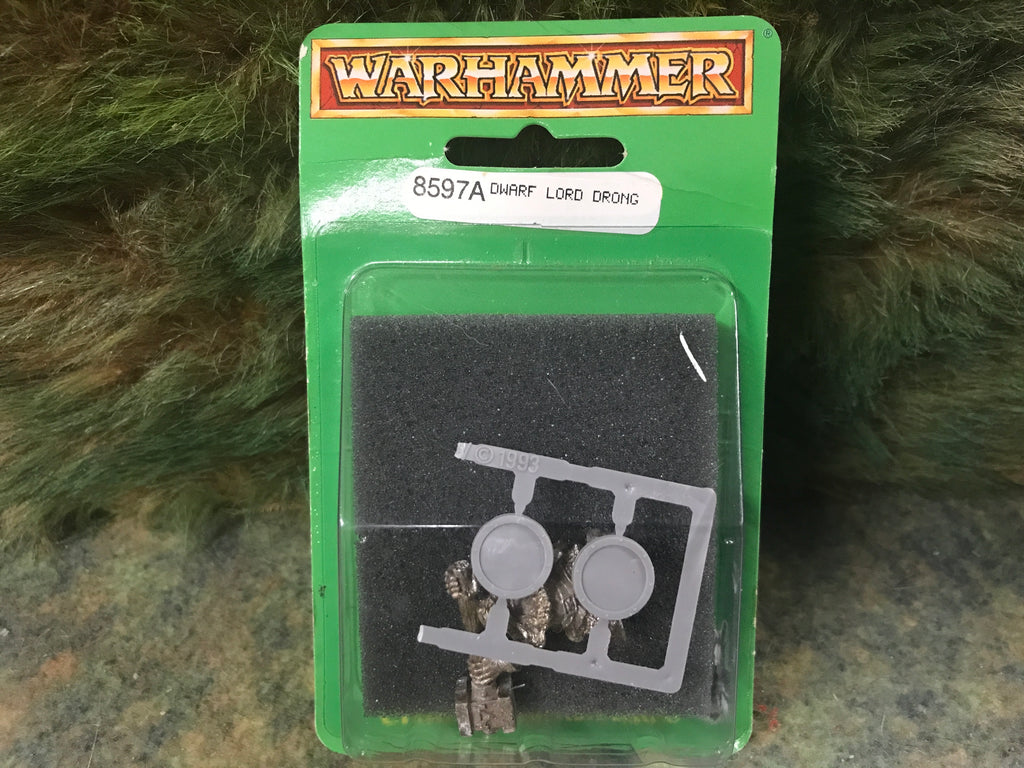 WARHAMMER
®
8597A DWARF LORD DRONG
© 1993